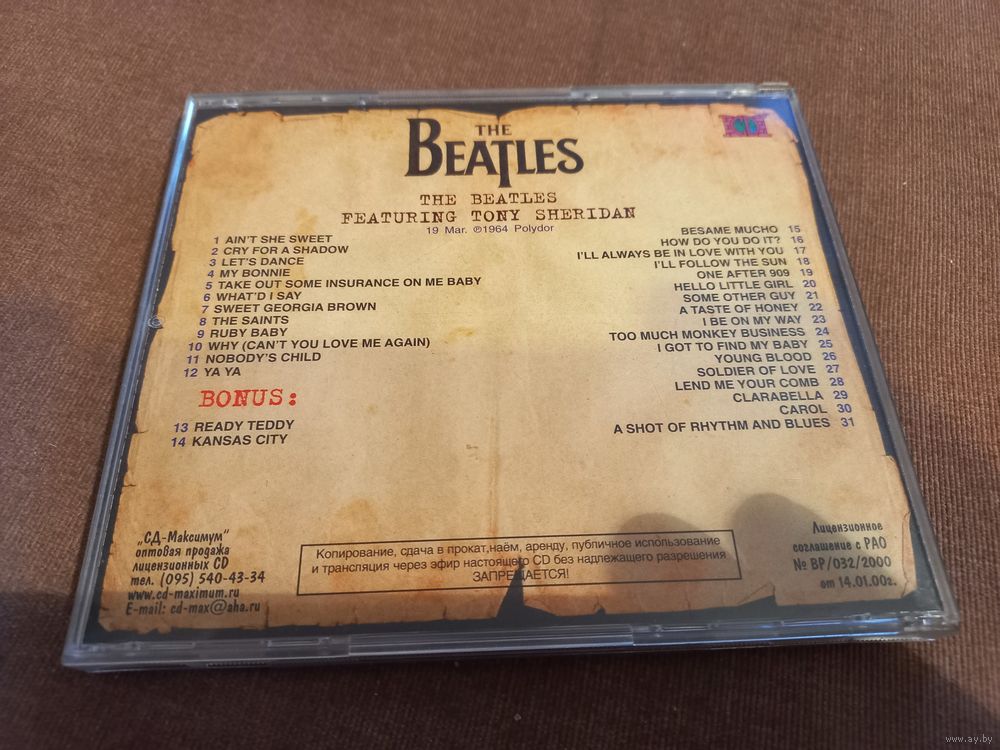 THE
BEATLES
THE BEATLES
FEATURING TONY SHERIDAN
19 Mar. ℗1964 Polydor
1 AIN'T SHE SWEET
2 CRY FOR A SHADOW
3 LET'S DANCE
4 MY BONNIE
5 TAKE OUT SOME INSURANCE ON ME BABY
6 WHAT'D I SAY
7 SWEET GEORGIA BROWN
8 THE SAINTS
9 RUBY BABY
10 WHY (CAN'T YOU LOVE ME AGAIN)
11 NOBODY'S CHILD
12 YA YA
BONUS:
13 READY TEDDY
14 KANSAS CITY
BESAME MUCHO 15
HOW DO YOU DO IT? 16
I'LL ALWAYS BE IN LOVE WITH YOU 17
I'LL FOLLOW THE SUN 18
ONE AFTER 909 19
HELLO LITTLE GIRL 20
SOME OTHER GUY 21
A TASTE OF HONEY 22
I BE ON MY WAY 23
TOO MUCH MONKEY BUSINESS 24
I GOT TO FIND MY BABY 25
YOUNG BLOOD 26
SOLDIER OF LOVE 27
LEND ME YOUR COMB 28
CLARABELLA 29
CAROL 30
A SHOT OF RHYTHM AND BLUES 31
„СД-Максимум"
оптовая продажа
лицензионных CD
тел. (095) 540-43-34
www.cd-maximum.ru
E-mail: cd-max@aha.ru
Копирование, сдача в прокат,наём, аренду, публичное использование
и трансляция через эфир настоящего CD без надлежащего разрешения
ЗАПРЕЩАЕТСЯ!
Лицензионное
соглашение с РАО
№ ВР/032/2000
от 14.01.00г.
www.ay.by